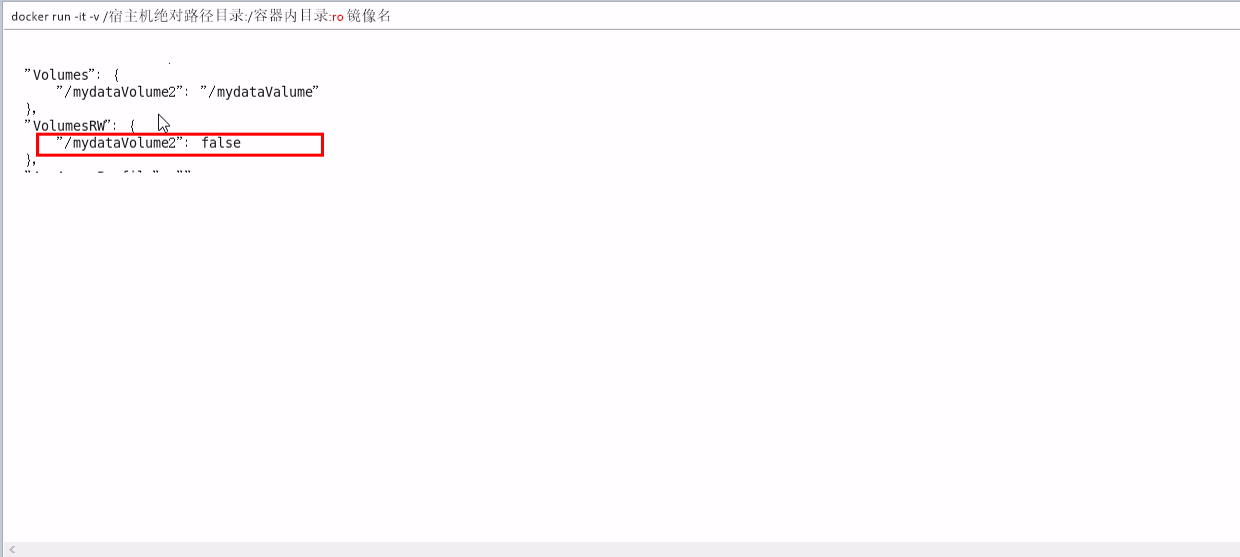 docker run -it -v /宿主机绝对路径目录:/容器内目录:ro 镜像名
"Volumes": {
"/mydataVolume2": "/mydataValume"
},
"VolumesRW": {
"/mydataVolume2": false
},